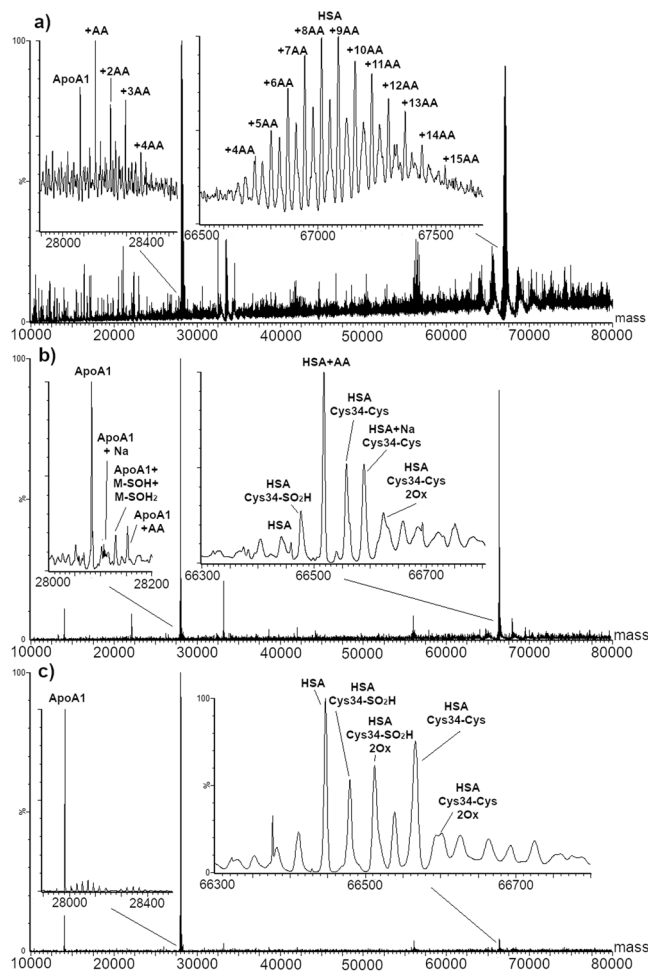 a)
100
%
0
ApoA1
+AA
+2AA
+3AA
+4AA
28000
28400
HSA
+4AA
+5AA
+6AA
+7AA
+8AA
+9AA
+10AA
+11AA
+12AA
+13AA
+14AA
+15AA
66500
67000
67500
10000
20000
30000
40000
50000
60000
70000
80000
mass
b)
100
%
0
ApoA1
ApoA1
+ Na
ApoA1+
M-SOH+
M-SOH₂
ApoA1
+AA
28000
28200
HSA+AA
HSA
Cys34-Cys
HSA+Na
Cys34-Cys
HSA
Cys34-SO₂H
HSA
HSA
Cys34-Cys
2Ox
66300
66500
66700
10000
20000
30000
40000
50000
60000
70000
80000
mass
c)
100
%
0
ApoA1
28000
28400
100
%
0
HSA
HSA
Cys34-SO₂H
HSA
Cys34-SO₂H
2Ox
HSA
Cys34-Cys
HSA
Cys34-Cys
2Ox
66300
66500
66700
10000
20000
30000
40000
50000
60000
70000
80000
mass